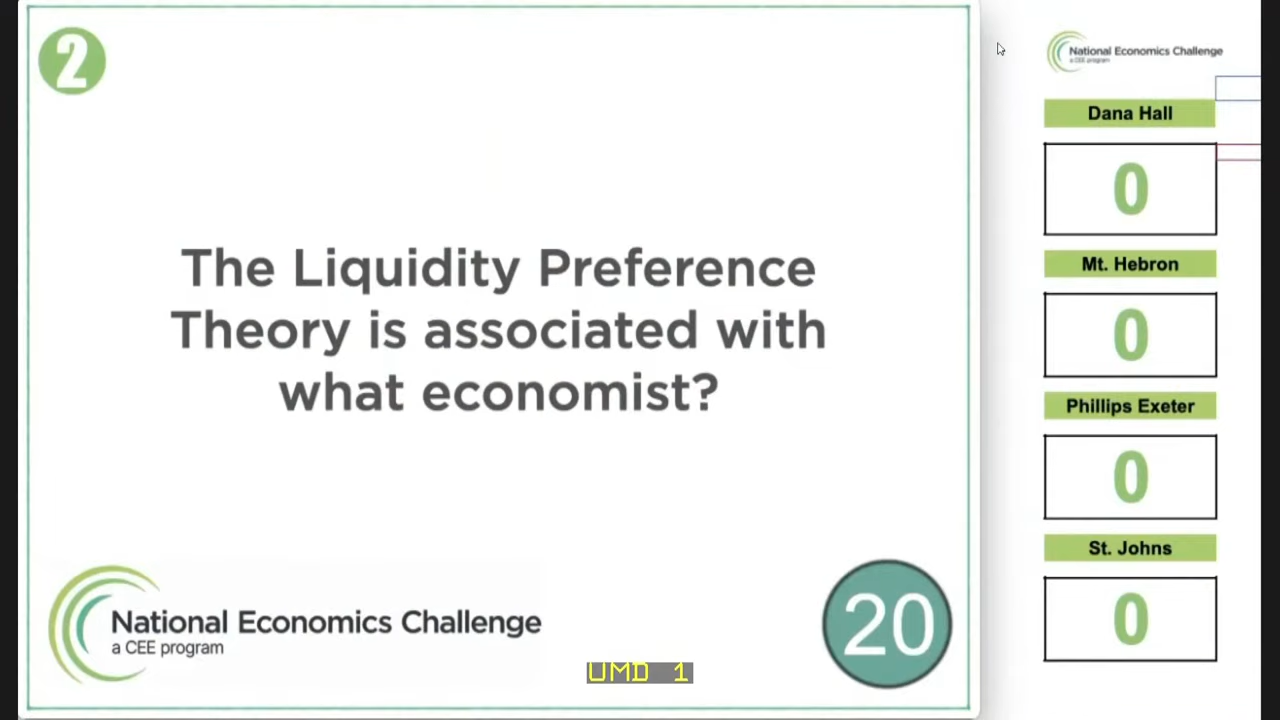 2
The Liquidity Preference
Theory is associated with
what economist?
National Economics Challenge
a CEE program
20
UMD 1
National Economics Challenge
a CEE program
Dana Hall
0
Mt. Hebron
0
Phillips Exeter
0
St. Johns
0